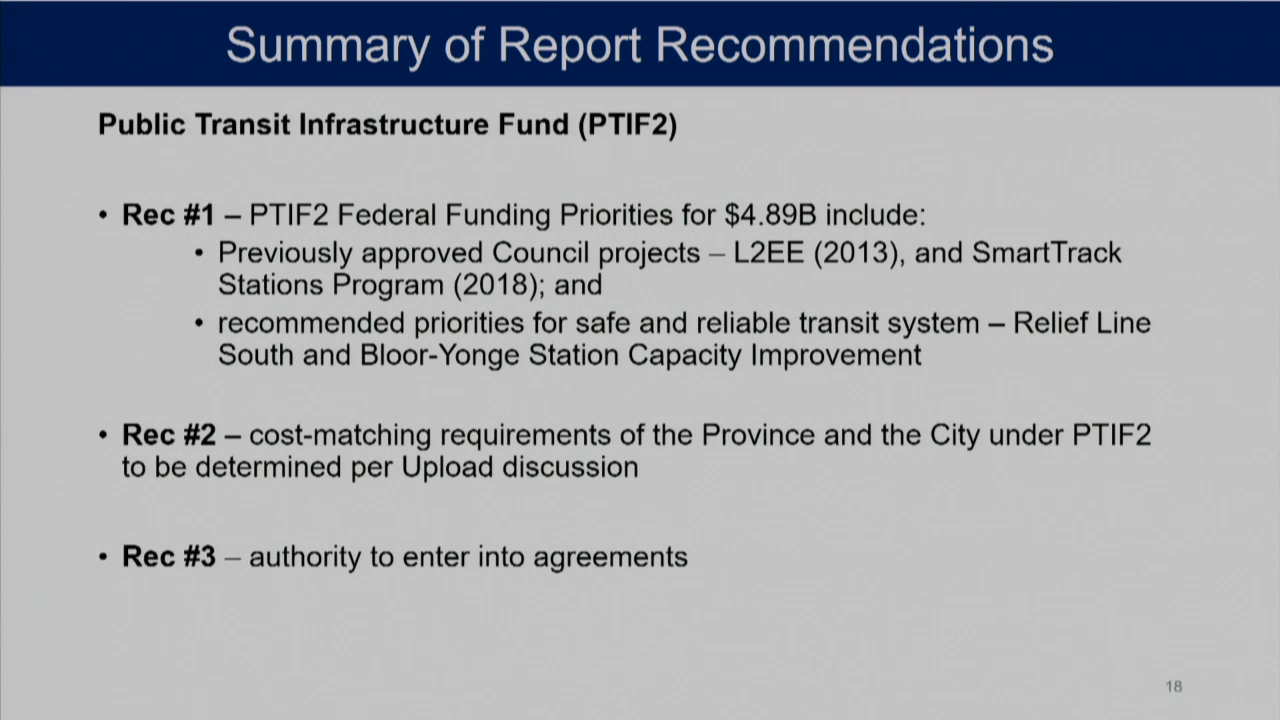 Summary of Report Recommendations
Public Transit Infrastructure Fund (PTIF2)
• Rec #1 – PTIF2 Federal Funding Priorities for $4.89B include:
• Previously approved Council projects – L2EE (2013), and SmartTrack
Stations Program (2018); and
• recommended priorities for safe and reliable transit system – Relief Line
South and Bloor-Yonge Station Capacity Improvement
• Rec #2 – cost-matching requirements of the Province and the City under PTIF2
to be determined per Upload discussion
• Rec #3 – authority to enter into agreements
18